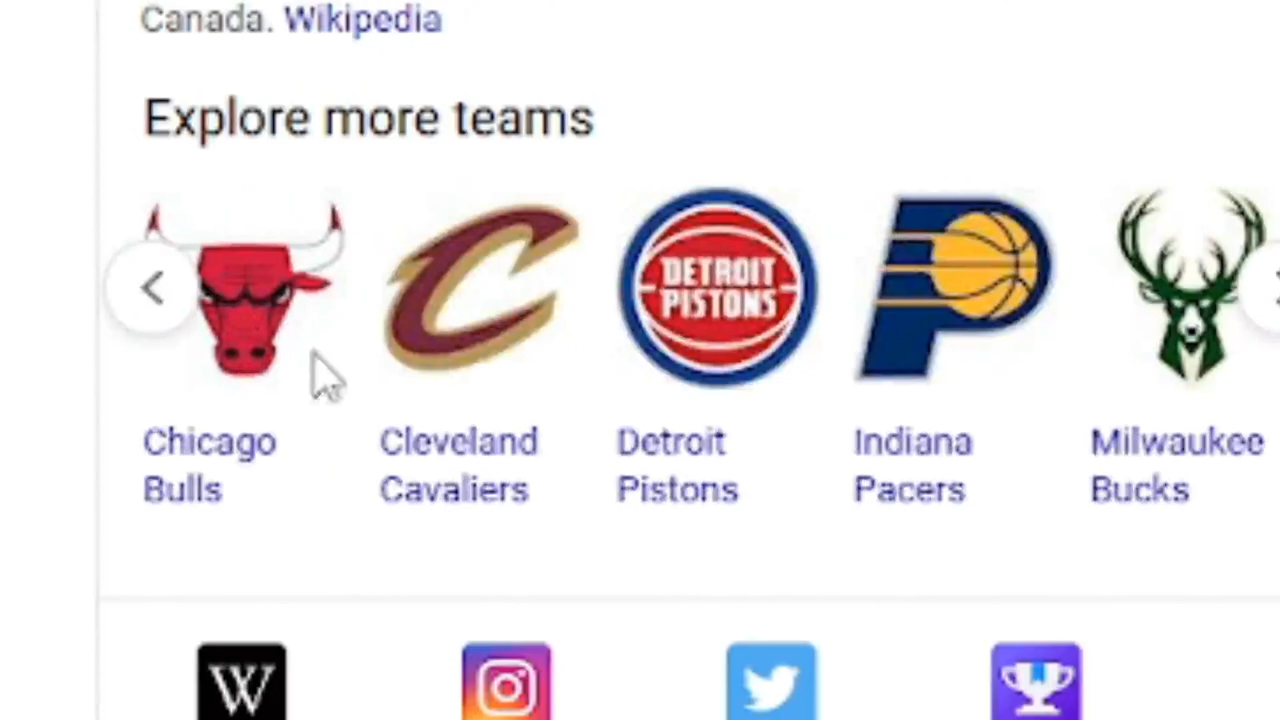 Canada. Wikipedia
Explore more teams
DETROIT
PISTONS
Chicago
Bulls
Cleveland
Cavaliers
Detroit
Pistons
Indiana
Pacers
Milwaukee
Bucks
W